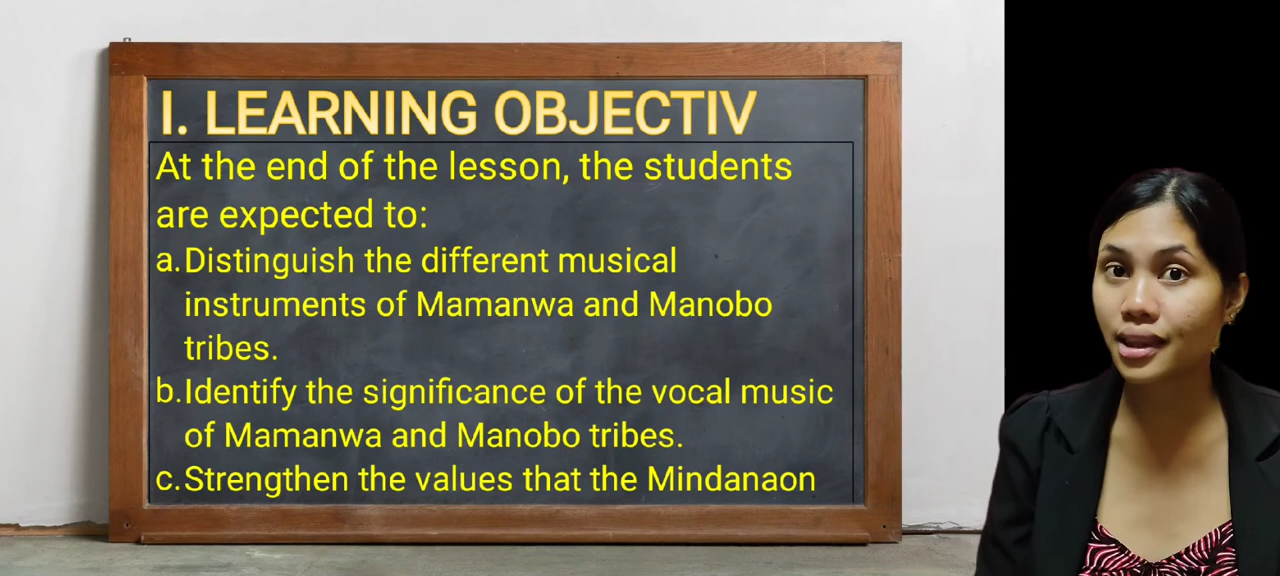 I. LEARNING OBJECTIV
At the end of the lesson, the students
are expected to:
a. Distinguish the different musical
instruments of Mamanwa and Manobo
tribes.
b. Identify the significance of the vocal music
of Mamanwa and Manobo tribes.
c. Strengthen the values that the Mindanaon